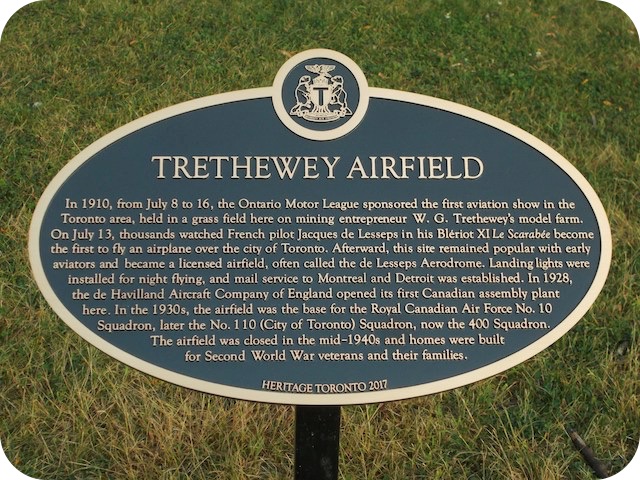 T
TRETHEWEY AIRFIELD
In 1910, from July 8 to 16, the Ontario Motor League sponsored the first aviation show in the
Toronto area, held in a grass field here on mining entrepreneur W. G. Trethewey's model farm.
On July 13, thousands watched French pilot Jacques de Lesseps in his Blériot XI Le Scarabée become
the first to fly an airplane over the city of Toronto. Afterward, this site remained popular with early
aviators and became a licensed airfield, often called the de Lesseps Aerodrome. Landing lights were
installed for night flying, and mail service to Montreal and Detroit was established. In 1928,
the de Havilland Aircraft Company of England opened its first Canadian assembly plant
here. In the 1930s, the airfield was the base for the Royal Canadian Air Force No. 10
Squadron, later the No. 110 (City of Toronto) Squadron, now the 400 Squadron.
The airfield was closed in the mid-1940s and homes were built
for Second World War veterans and their families.
HERITAGE TORONTO 2017